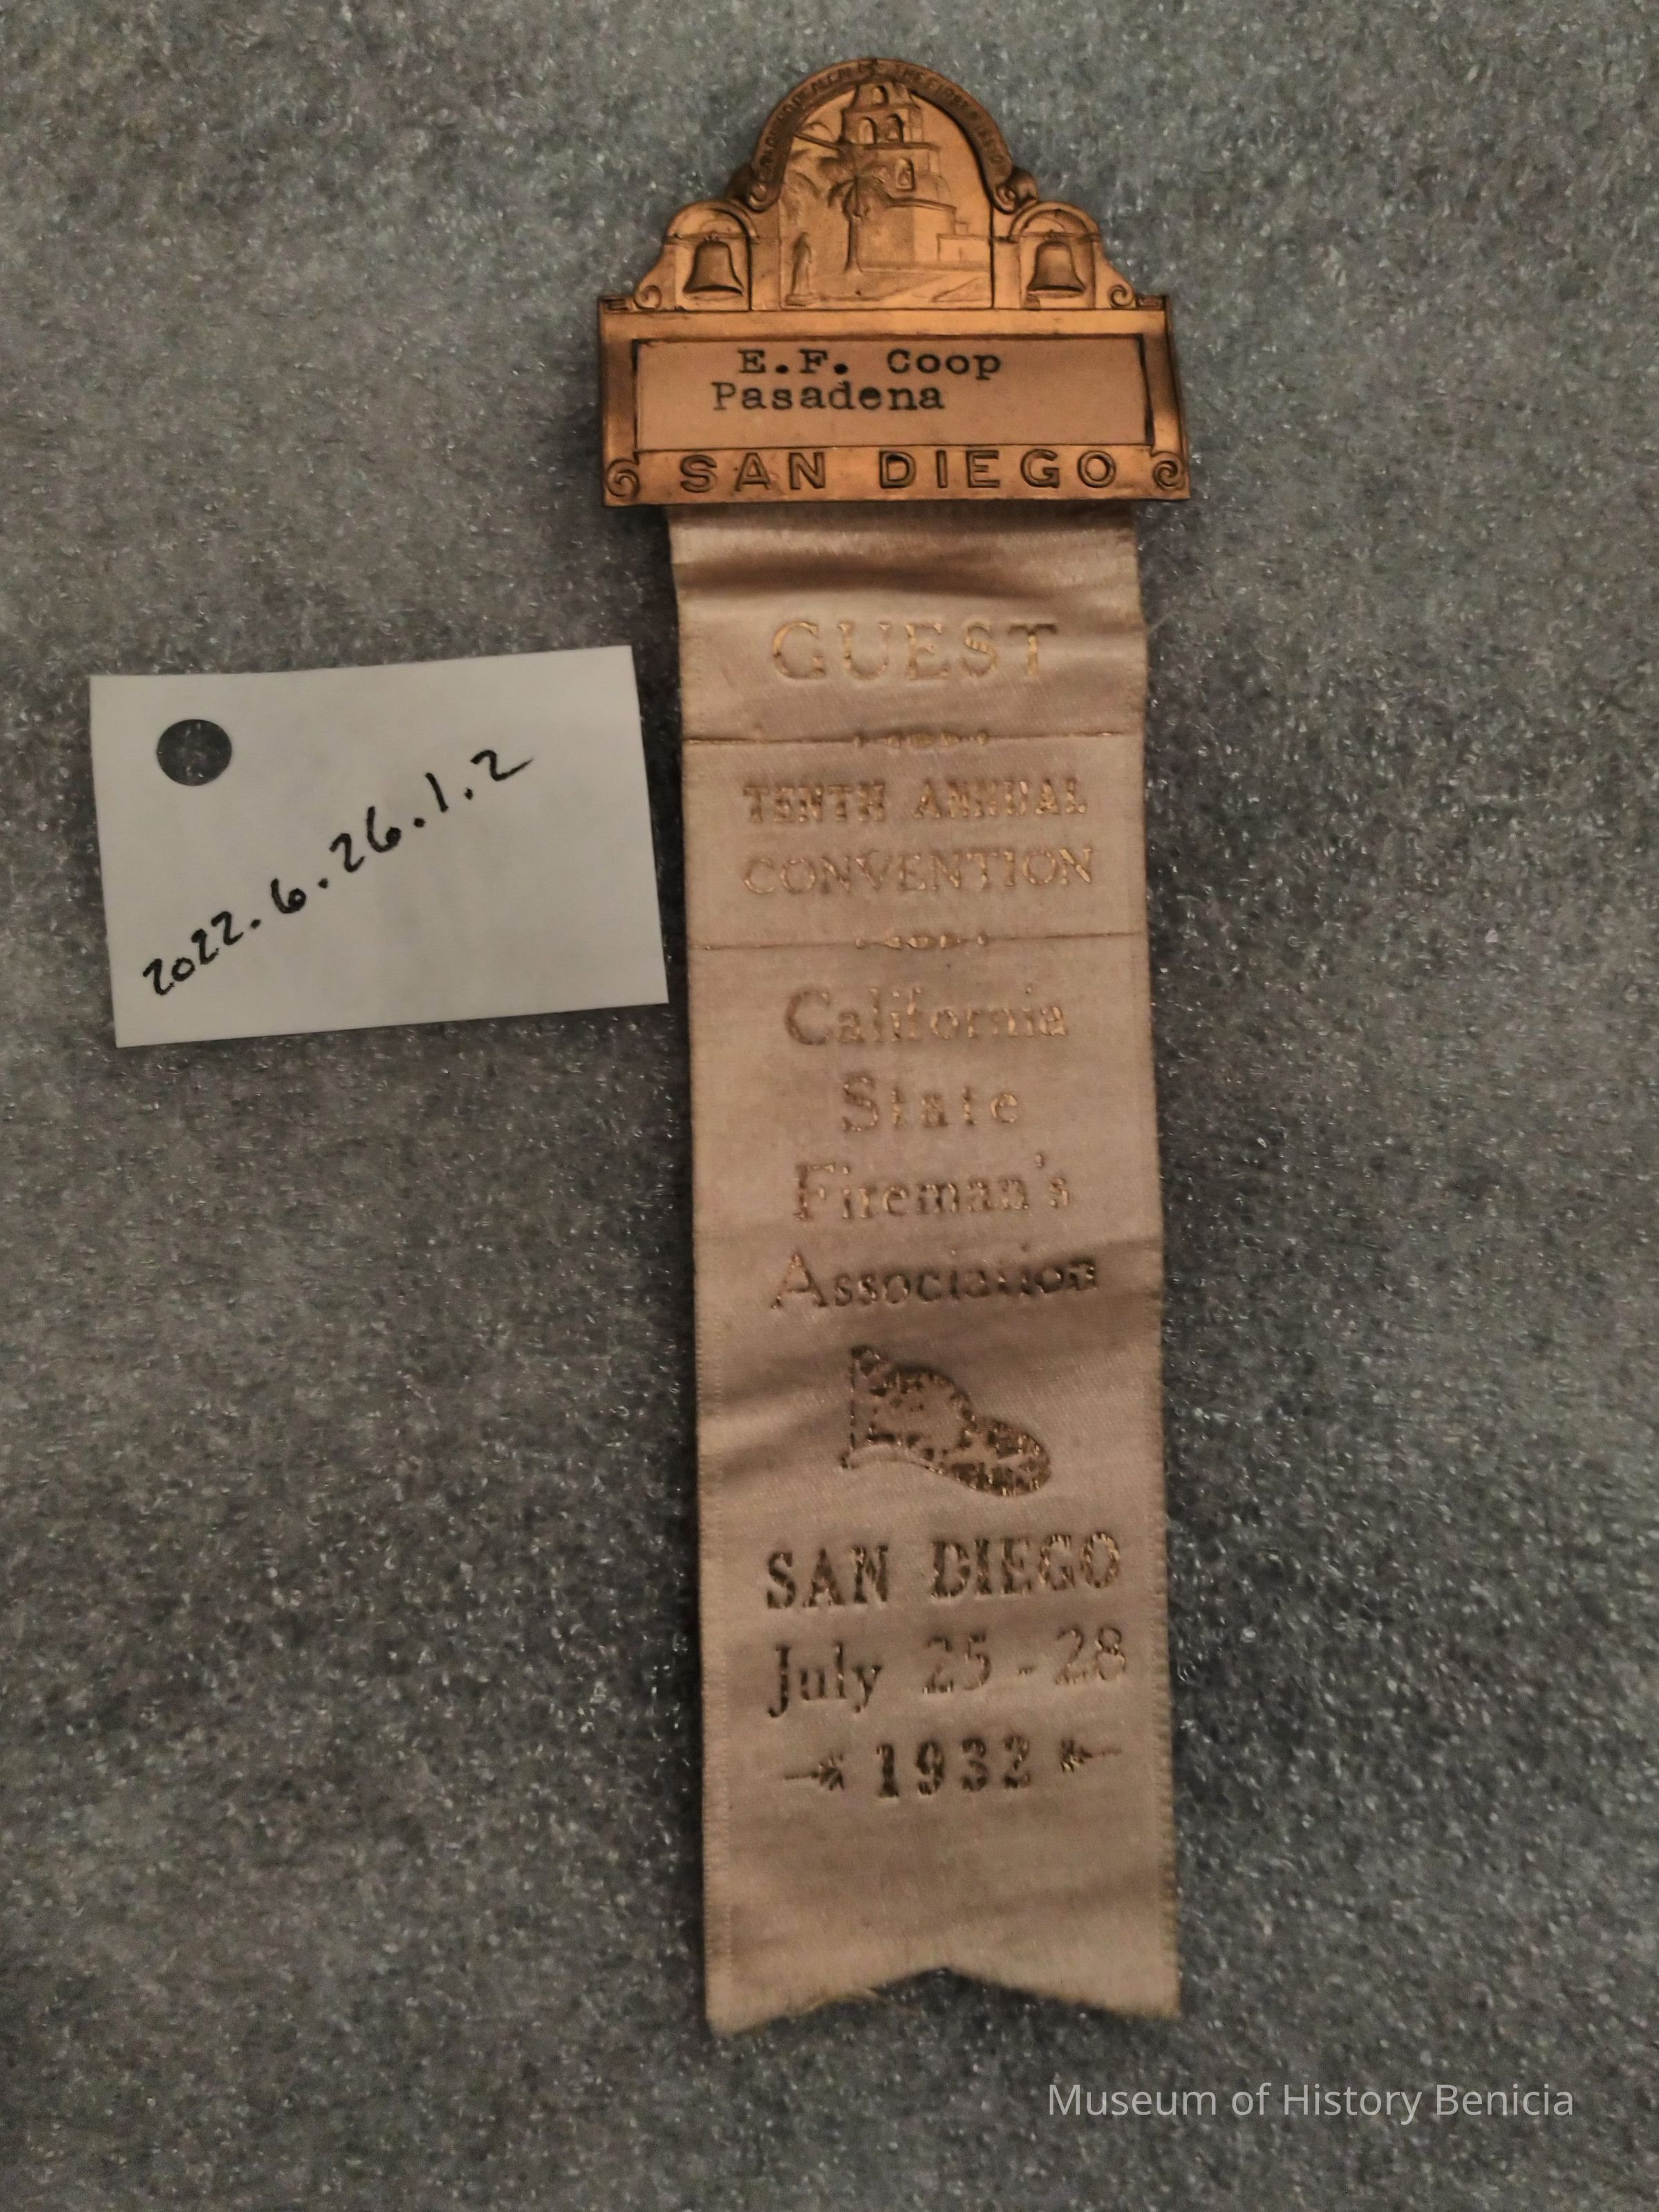 E.F. Coop
Pasadena
SAN DIEGO
GUEST
TENTH ANNUAL
CONVENTION
California
State
Fireman's
Association
SAN DIEGO
July 25-28
1932
2022.6.26.1.2
Museum of History Benicia